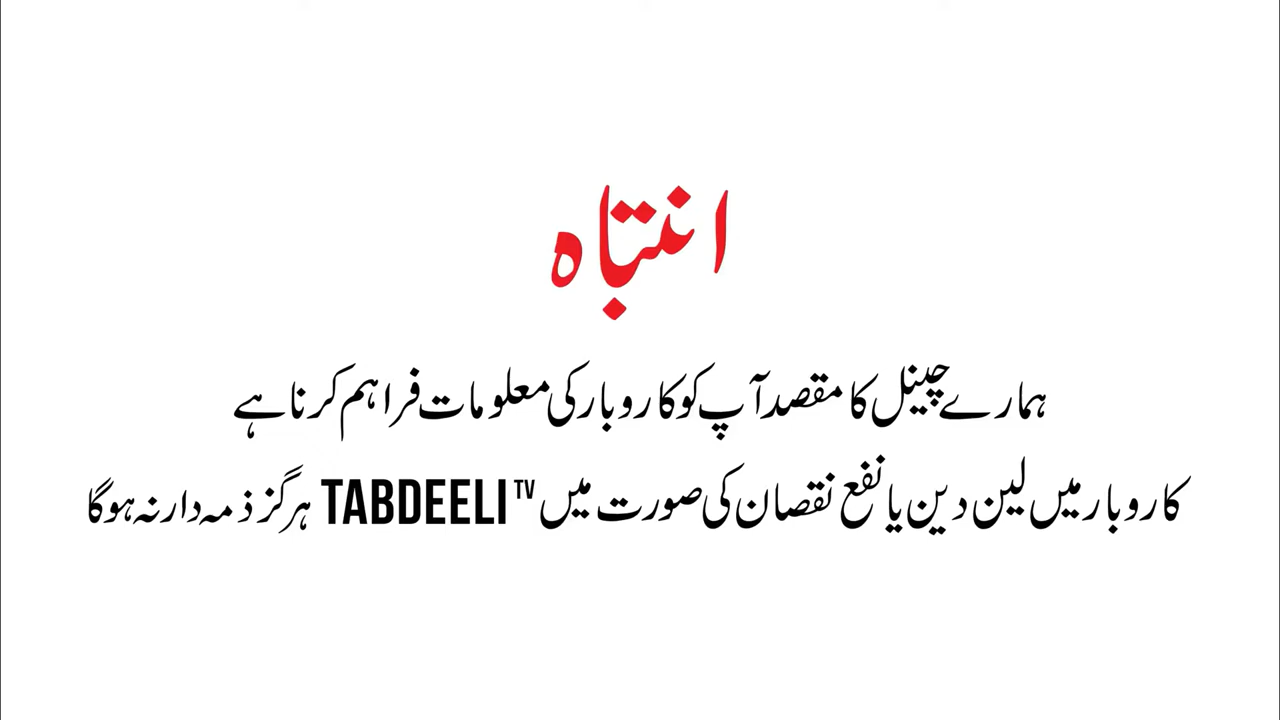 انتباہ
ہمارے چینل کا مقصد آپ کو کاروبار کی معلومات فراہم کرنا ہے
کاروبار میں لین دین یا نفع نقصان کی صورت میں TABDEELI TV ہرگز ذمہ دار نہ ہوگا